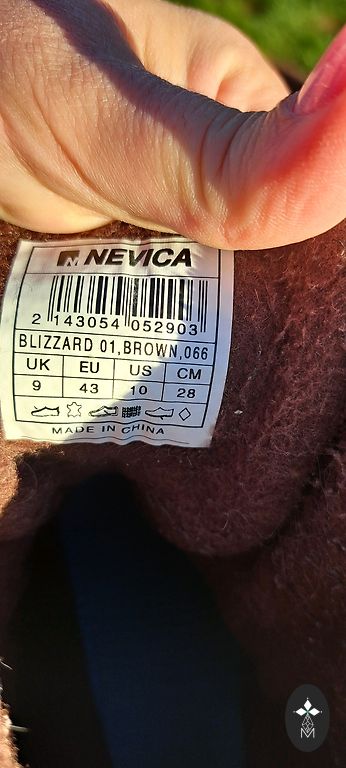 NEVICA
2 143054 052903
BLIZZARD 01,BROWN,066
UK EU US CM
9 43 10 28
MADE IN CHINA
M